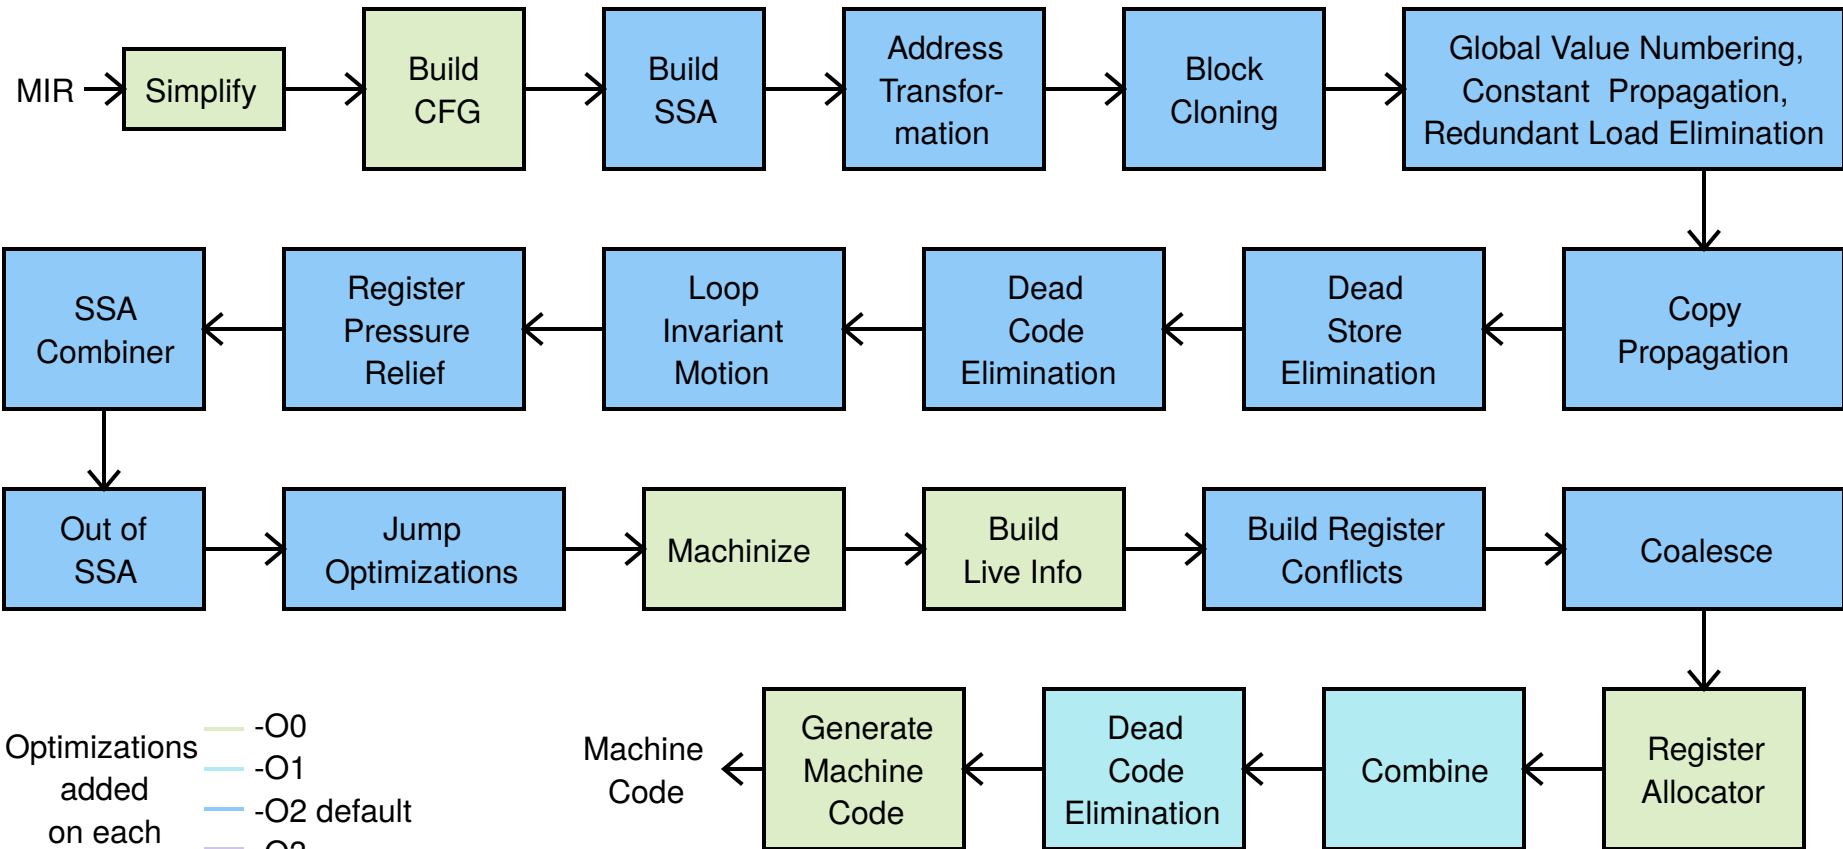 MIR
Simplify
Build
CFG
Build
SSA
Address
Transfor-
mation
Block
Cloning
Global Value Numbering,
Constant Propagation,
Redundant Load Elimination
SSA
Combiner
Register
Pressure
Relief
Loop
Invariant
Motion
Dead
Code
Elimination
Dead
Store
Elimination
Copy
Propagation
Out of
SSA
Jump
Optimizations
Machinize
Build
Live Info
Build Register
Conflicts
Coalesce
Optimizations
added
on each
-O0
-O1
-O2 default
Machine
Code
Generate
Machine
Code
Dead
Code
Elimination
Combine
Register
Allocator